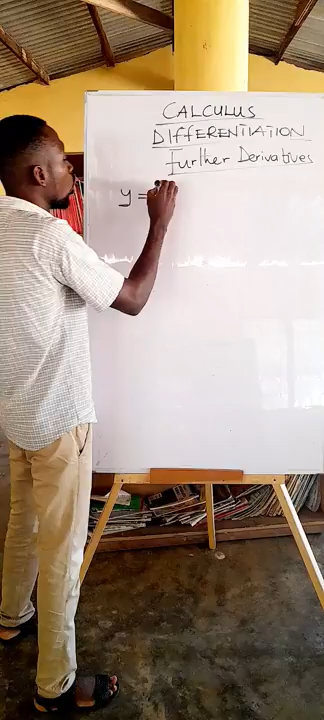 CALCULUS
DIFFERENTIATION
Further Derivatives
y =